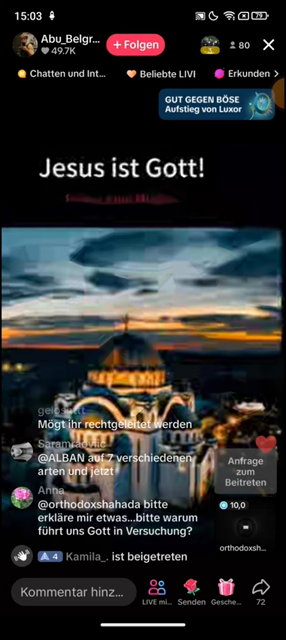 15:03
79
Abu_Belgr...
49.7K
+ Folgen
80
Chatten und Int...
Beliebte LIVI
Erkunden
GUT GEGEN BÖSE
Aufstieg von Luxor
Jesus ist Gott!
Mögt ihr rechtgeleitet werden
@ALBAN auf 7 verschiedenen
arten und jetzt
Anfrage
zum
Beitreten
Anna
@orthodoxshahada bitte
erkläre mir etwas...bitte warum
führt uns Gott in Versuchung?
10,0
orthodoxsh...
4 Kamila_. ist beigetreten
Kommentar hinz...
LIVE mi...
Senden
Gesche...
72